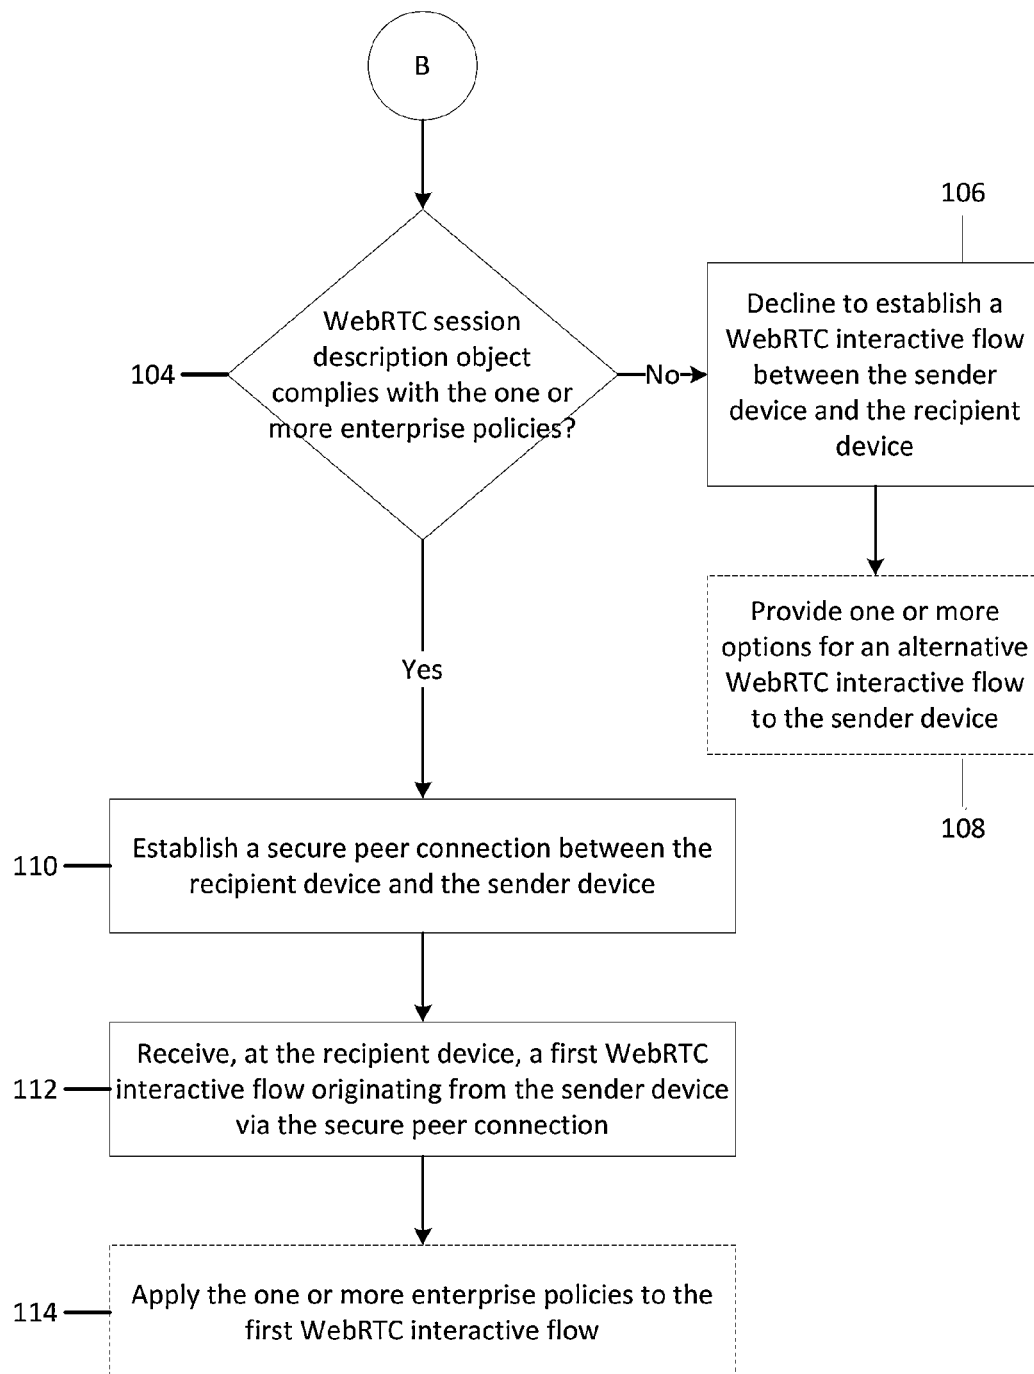 B
106
WebRTC session
description object
complies with the one or
more enterprise policies?
104
No
Decline to establish a
WebRTC interactive flow
between the sender
device and the recipient
device
Yes
Provide one or more
options for an alternative
WebRTC interactive flow
to the sender device
108
110
Establish a secure peer connection between the
recipient device and the sender device
112
Receive, at the recipient device, a first WebRTC
interactive flow originating from the sender device
via the secure peer connection
114
Apply the one or more enterprise policies to the
first WebRTC interactive flow